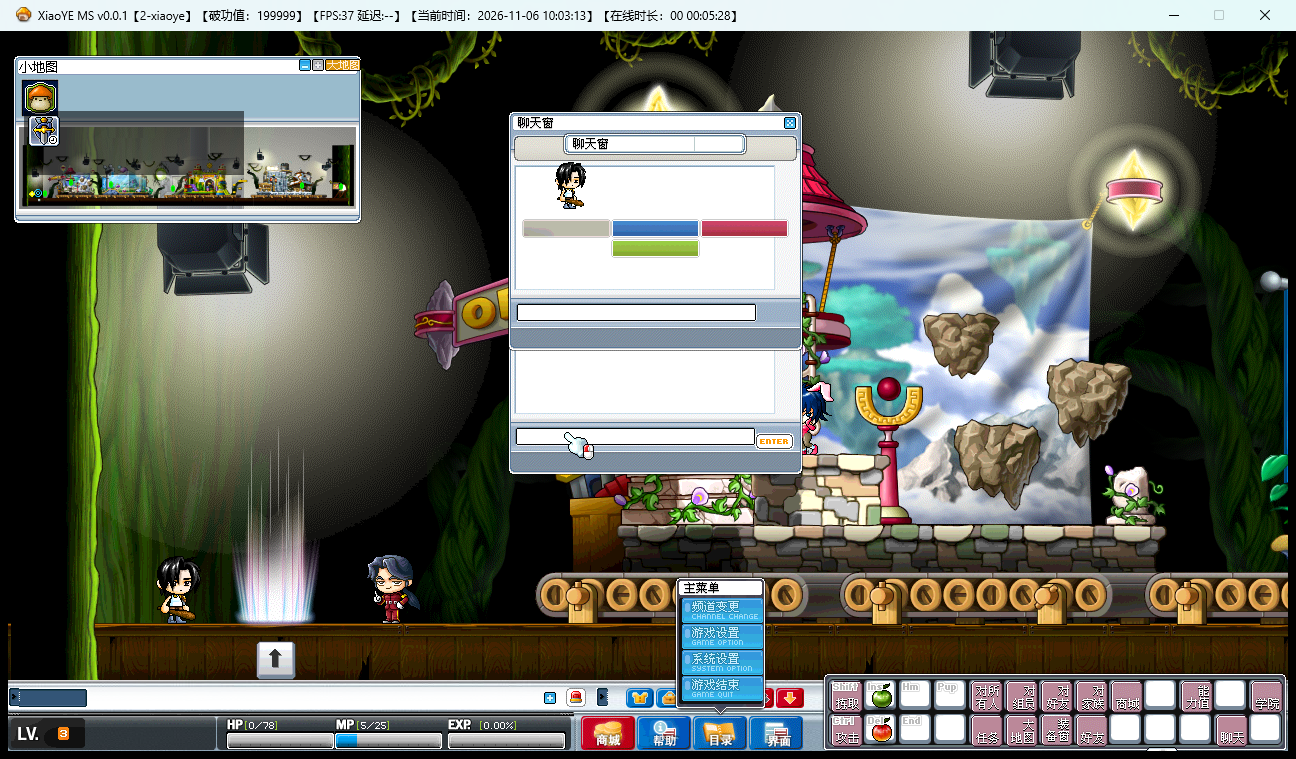 XiaoYE MS v0.0.1【2-xiaoye】【破功值：199999】【FPS:37 延迟:--】【当前时间：2026-11-06 10:03:13】【在线时长：00 00:05:28】
小地图
大地图
聊天窗
聊天窗
ENTER
主菜单
频道变更
CHANNEL CHANGE
游戏设置
GAME OPTION
系统设置
SYSTEM OPTION
游戏结束
GAME QUIT
LV. 3
HP[0/78] MP[5/25] EXP. [0.00%]
商城 帮助 目录 界面
Shift Ins Hm Pup
拣取 对所有人 对组员 对好友 对家族 商城 能力值 学院
Ctrl Del End
攻击 任务 大地图 装备窗 好友 聊天